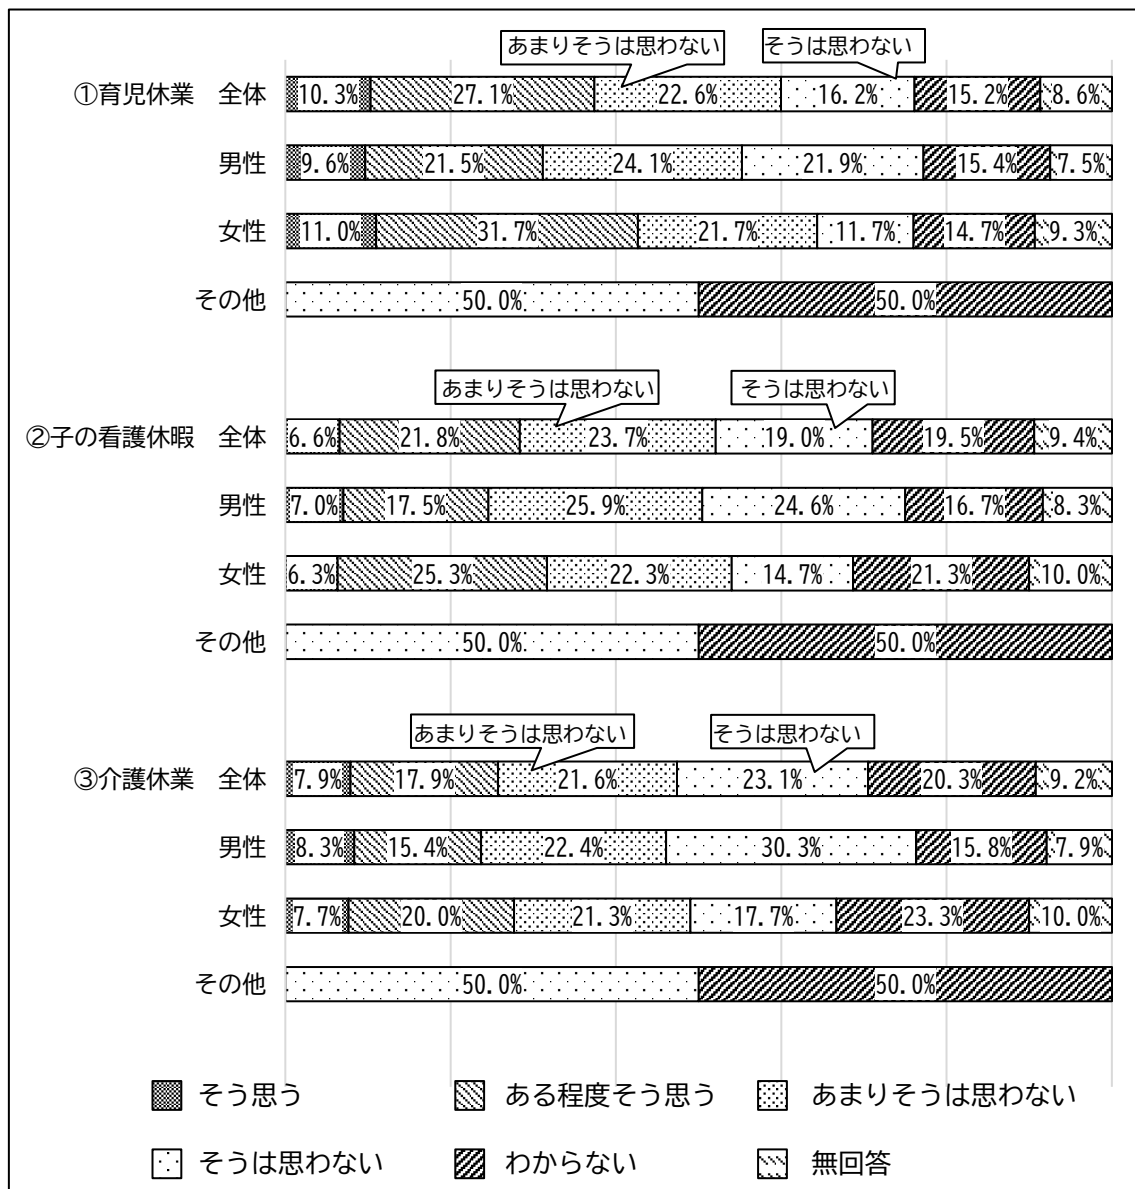 あまりそうは思わない そうは思わない
①育児休業 全体 10.3% 27.1% 22.6% 16.2% 15.2% 8.6%
男性 9.6% 21.5% 24.1% 21.9% 15.4% 7.5%
女性 11.0% 31.7% 21.7% 11.7% 14.7% 9.3%
その他 50.0% 50.0%
あまりそうは思わない そうは思わない
②子の看護休暇 全体 6.6% 21.8% 23.7% 19.0% 19.5% 9.4%
男性 7.0% 17.5% 25.9% 24.6% 16.7% 8.3%
女性 6.3% 25.3% 22.3% 14.7% 21.3% 10.0%
その他 50.0% 50.0%
あまりそうは思わない そうは思わない
③介護休業 全体 7.9% 17.9% 21.6% 23.1% 20.3% 9.2%
男性 8.3% 15.4% 22.4% 30.3% 15.8% 7.9%
女性 7.7% 20.0% 21.3% 17.7% 23.3% 10.0%
その他 50.0% 50.0%
そう思う ある程度そう思う あまりそうは思わない
そうは思わない わからない 無回答